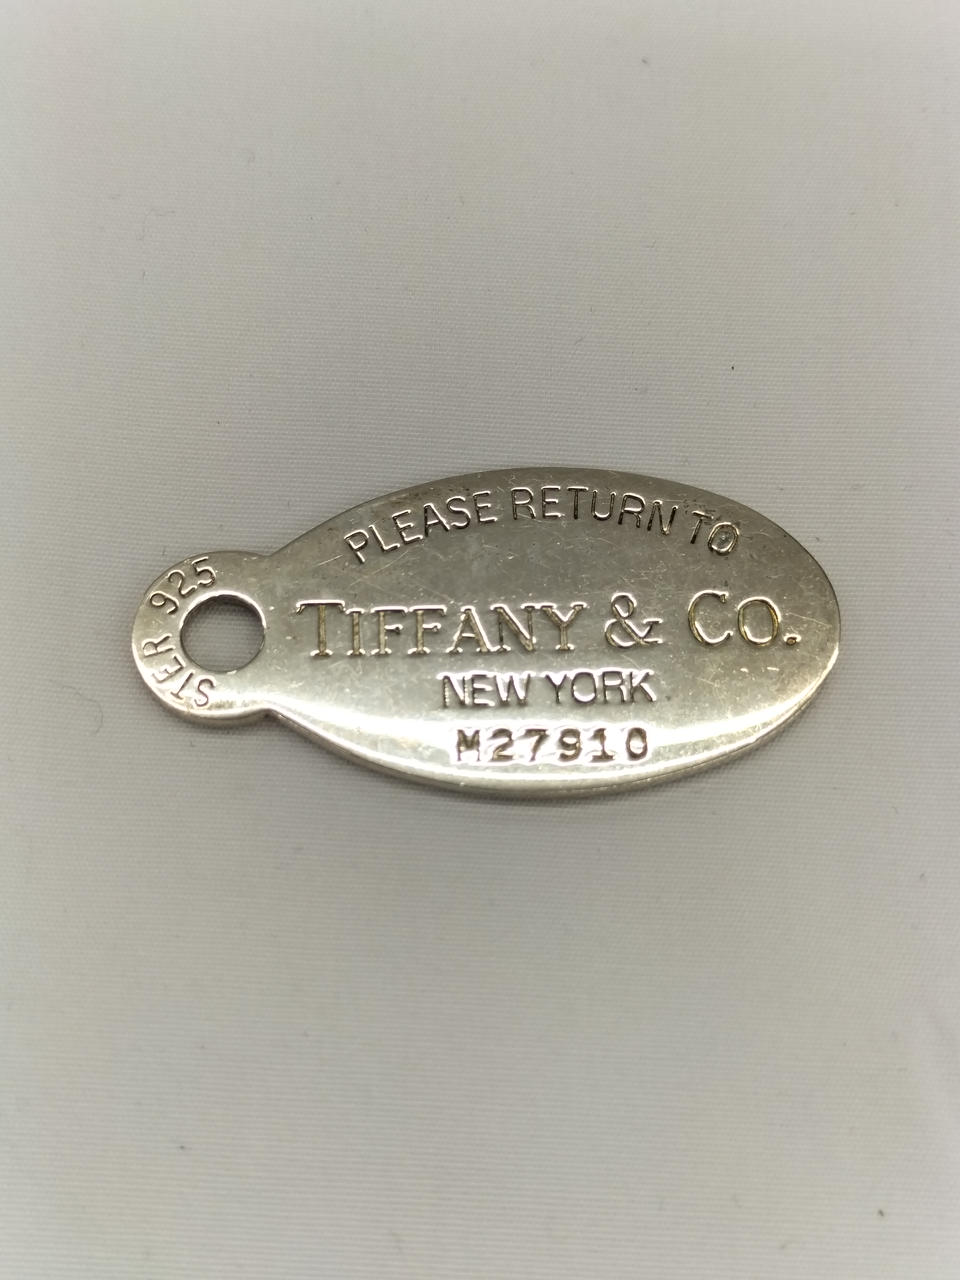 PLEASE RETURN TO
TIFFANY & CO.
NEW YORK
M27910
STER 925